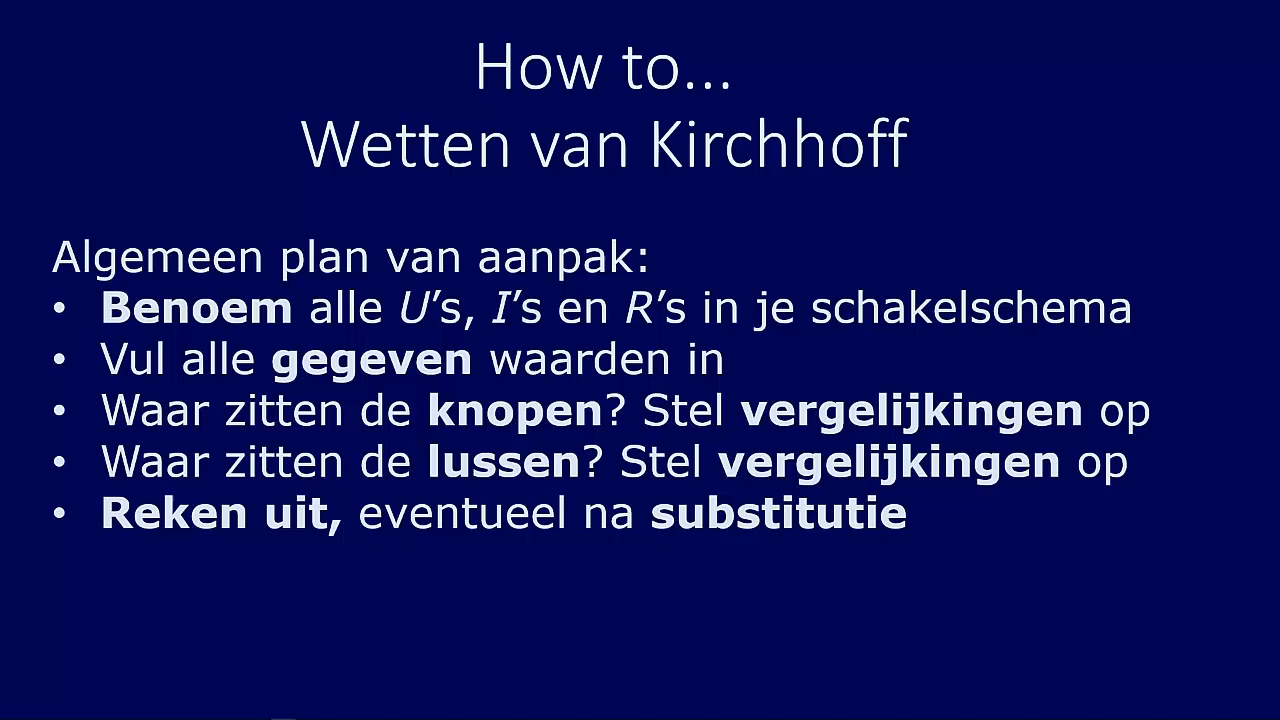 How to...
Wetten van Kirchhoff
Algemeen plan van aanpak:
• Benoem alle U’s, I’s en R’s in je schakelschema
• Vul alle gegeven waarden in
• Waar zitten de knopen? Stel vergelijkingen op
• Waar zitten de lussen? Stel vergelijkingen op
• Reken uit, eventueel na substitutie